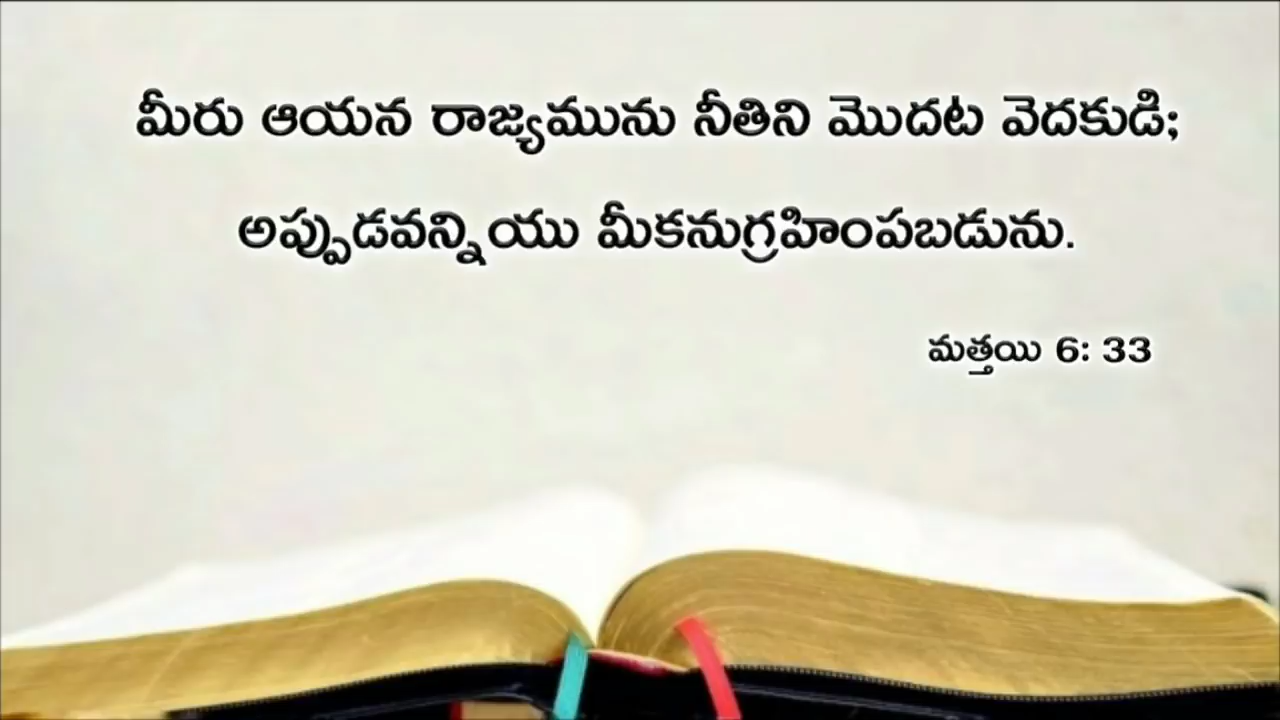 మీరు ఆయన రాజ్యమును నీతిని మొదట వెదకుడి;
అప్పుడవన్నియు మీకనుగ్రహింపబడును.
మత్తయి 6: 33